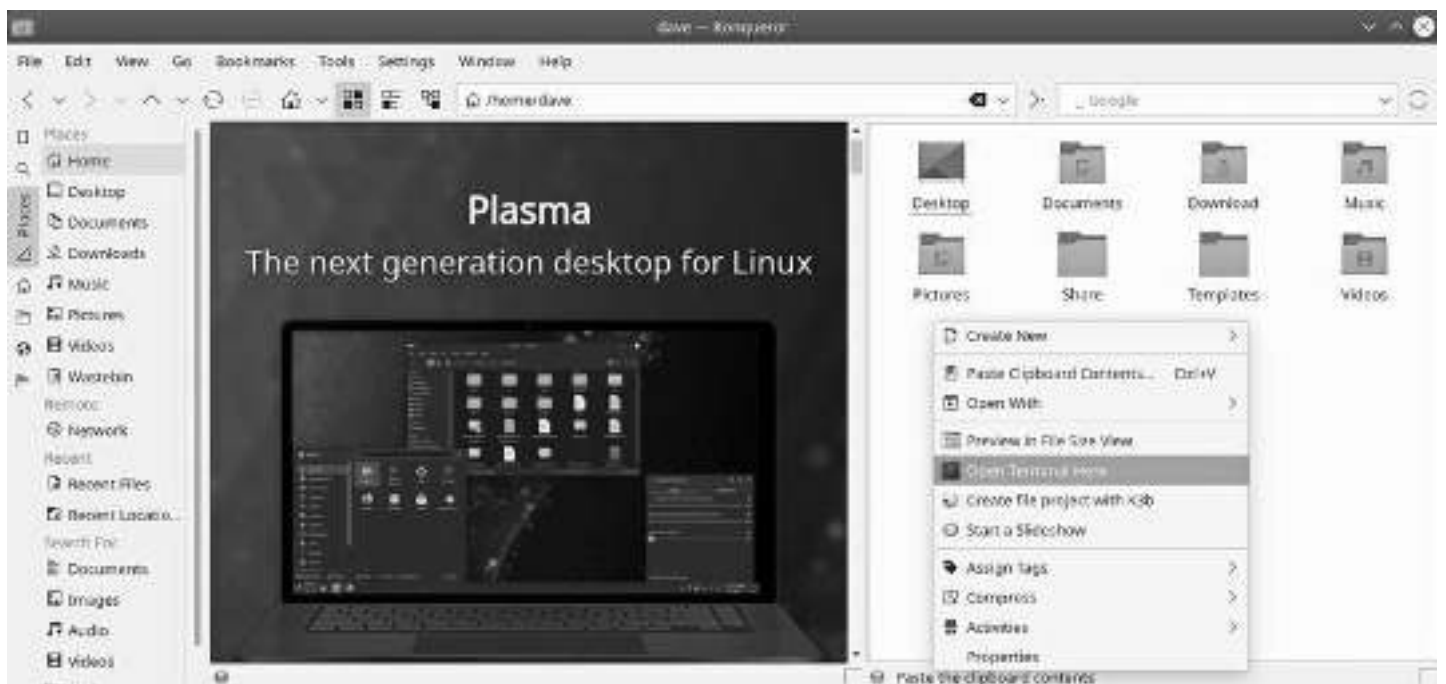 dave — Konqueror
File Edit View Go Bookmarks Tools Settings Window Help
/home/dave
Google
Places
Places
Home
Desktop
Documents
Downloads
Music
Pictures
Videos
Wastebin
Remote
Network
Recent
Recent Files
Recent Locatio...
Search For
Documents
Images
Audio
Videos
Plasma
The next generation desktop for Linux
Desktop Documents Download Music
Pictures Share Templates Videos
Create New
Paste Clipboard Contents... Ctrl+V
Open With
Preview in File Size View
Open Terminal Here
Create file project with K3b
Start a Slideshow
Assign Tags
Compress
Activities
Properties
Paste the clipboard contents